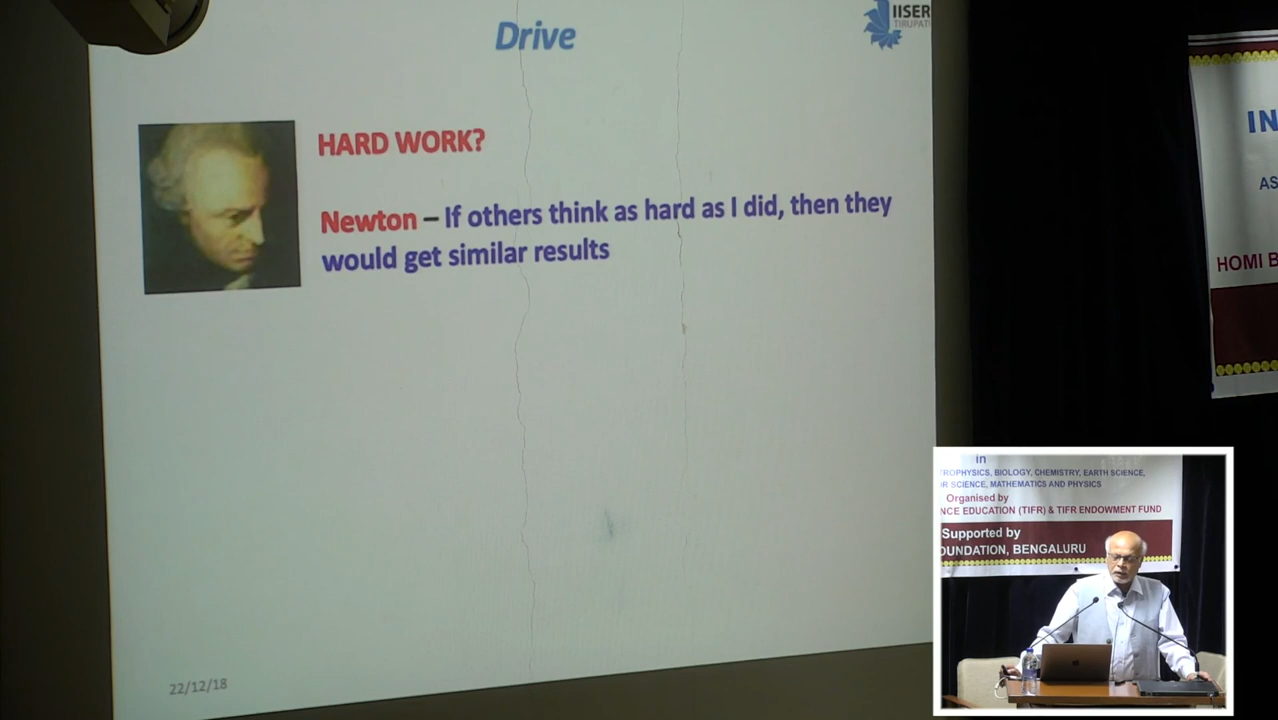 Drive
IISER
TIRUPATI
HARD WORK?
Newton – If others think as hard as I did, then they
would get similar results
22/12/18
IN
AS
HOMI B
in
TROPHYSICS, BIOLOGY, CHEMISTRY, EARTH SCIENCE,
R SCIENCE, MATHEMATICS AND PHYSICS
Organised by
NCE EDUCATION (TIFR) & TIFR ENDOWMENT FUND
Supported by
OUNDATION, BENGALURU